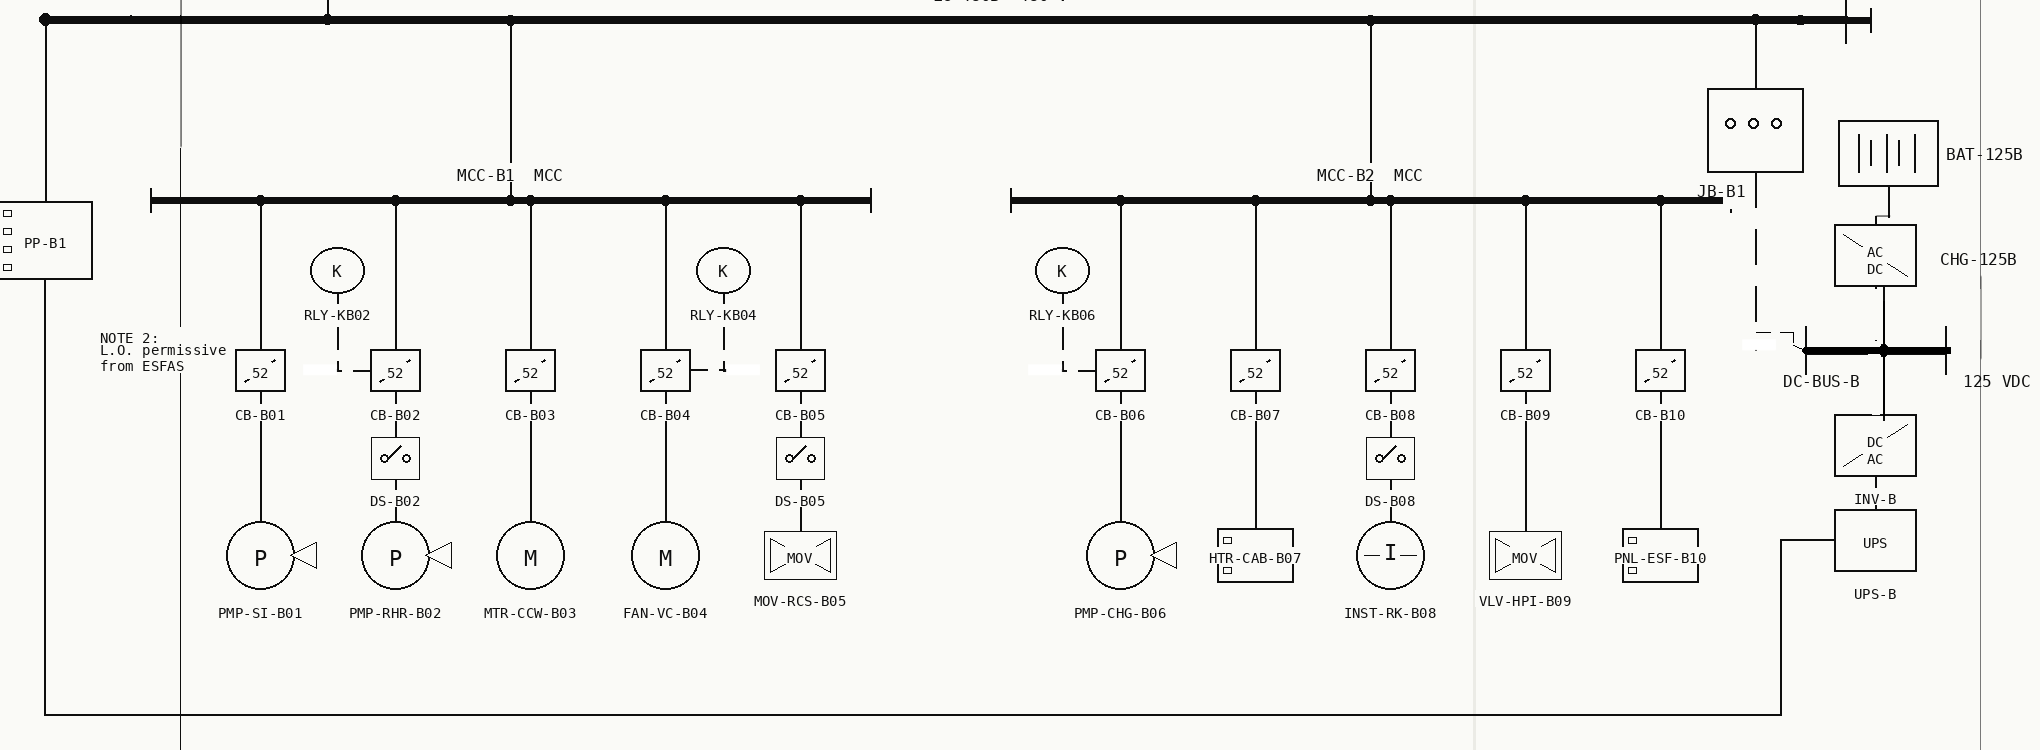 MCC-B1 MCC
MCC-B2 MCC
JB-B1
BAT-125B
PP-B1
K
K
K
AC
DC
CHG-125B
RLY-KB02
RLY-KB04
RLY-KB06
NOTE 2:
L.O. permissive
from ESFAS
52
52
52
52
52
52
52
52
52
52
DC-BUS-B
125 VDC
CB-B01
CB-B02
CB-B03
CB-B04
CB-B05
CB-B06
CB-B07
CB-B08
CB-B09
CB-B10
DC
AC
DS-B02
DS-B05
DS-B08
INV-B
P
P
M
M
MOV
P
HTR-CAB-B07
I
MOV
PNL-ESF-B10
UPS
UPS-B
PMP-SI-B01
PMP-RHR-B02
MTR-CCW-B03
FAN-VC-B04
MOV-RCS-B05
PMP-CHG-B06
INST-RK-B08
VLV-HPI-B09